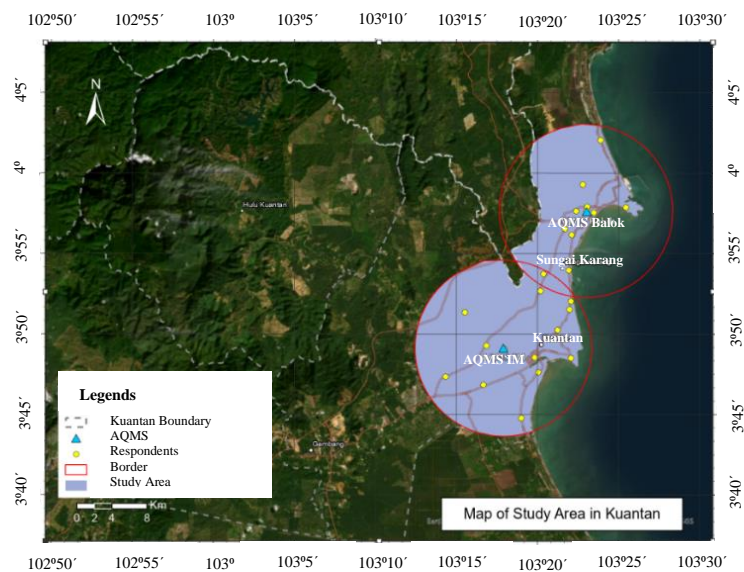 102º50´ 102º55´ 103º 103º5´ 103º10´ 103º15´ 103º20´ 103º25´ 103º30´
4º5´
4º
3º55´
3º50´
3º45´
3º40´
4º5´
4º
3º55´
3º50´
3º45´
3º40´
N
Hulu Kuantan
AQMS Balok
Sungai Karang
Kuantan
AQMS IM
Gambang
Legends
Kuantan Boundary
AQMS
Respondents
Border
Study Area
Km
0 2 4 8
Map of Study Area in Kuantan
102º50´ 102º55´ 103º 103º5´ 103º10´ 103º15´ 103º20´ 103º25´ 103º30´